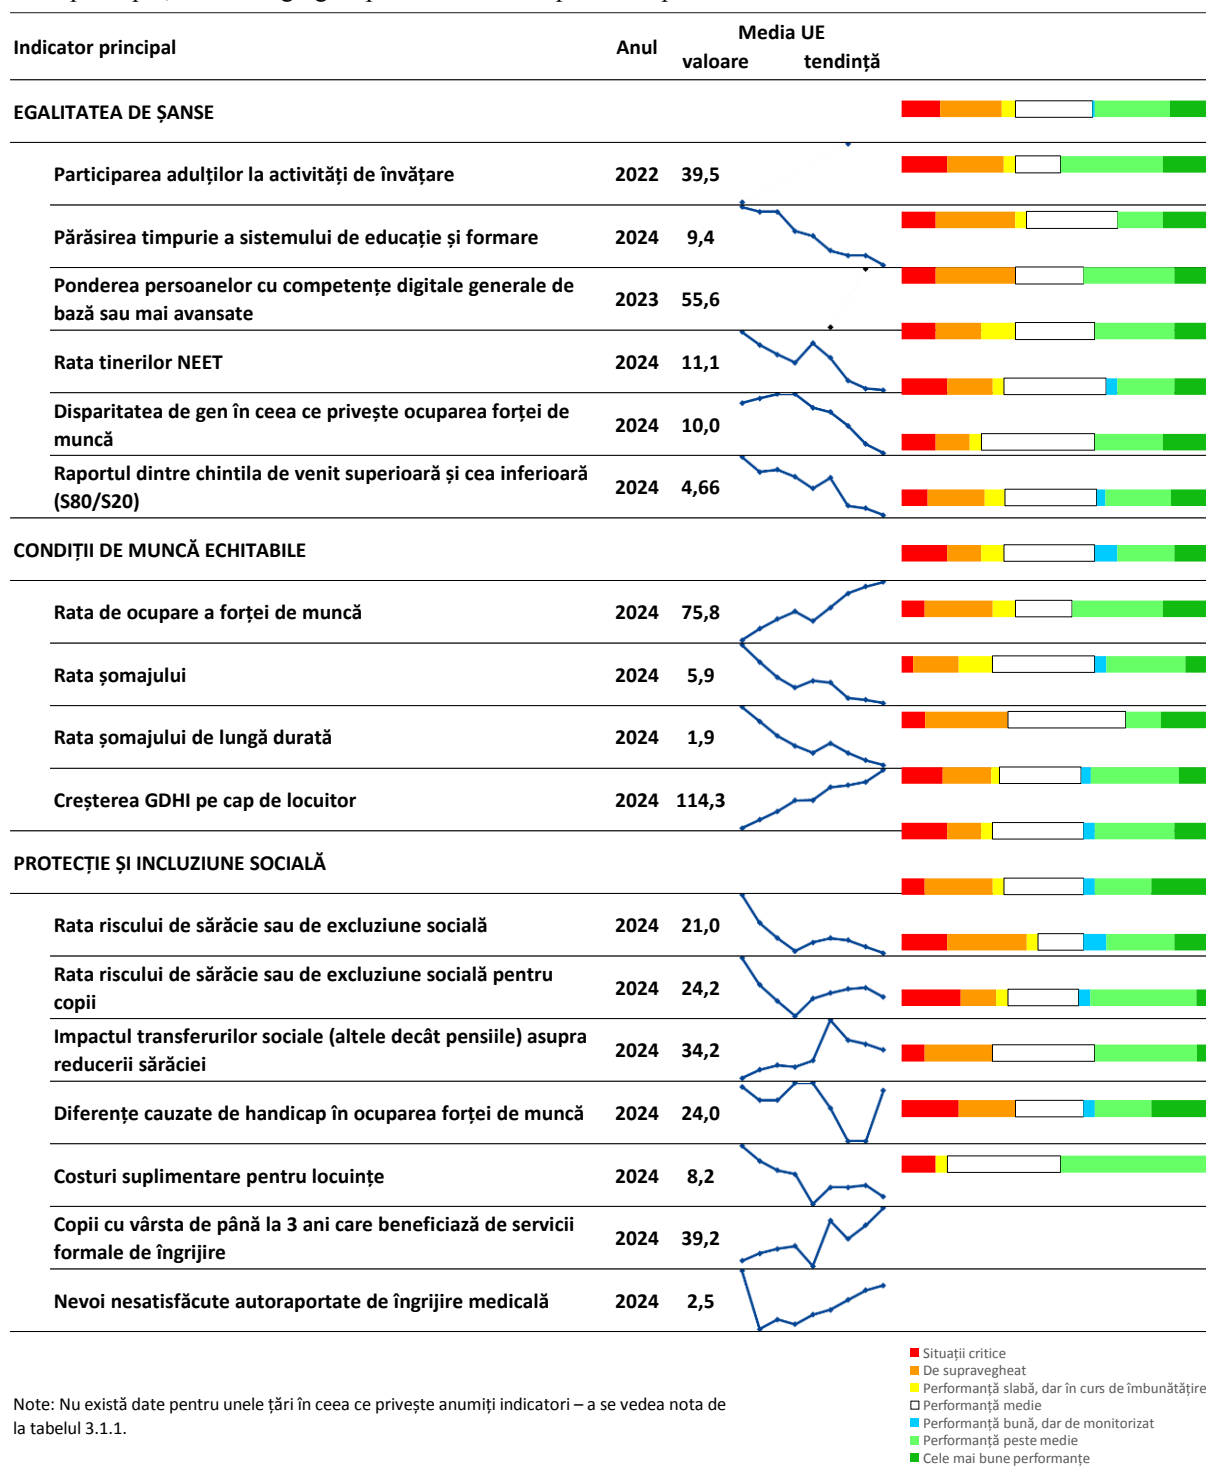 Indicator principal
Anul
Media UE
valoare
tendință
EGALITATEA DE ȘANSE
Participarea adulților la activități de învățare 2022 39,5
Părăsirea timpurie a sistemului de educație și formare 2024 9,4
Ponderea persoanelor cu competențe digitale generale de
bază sau mai avansate
2023 55,6
Rata tinerilor NEET 2024 11,1
Disparitatea de gen în ceea ce privește ocuparea forței de
muncă
2024 10,0
Raportul dintre chintila de venit superioară și cea inferioară
(S80/S20)
2024 4,66
CONDIȚII DE MUNCĂ ECHITABILE
Rata de ocupare a forței de muncă 2024 75,8
Rata șomajului 2024 5,9
Rata șomajului de lungă durată 2024 1,9
Creșterea GDHI pe cap de locuitor 2024 114,3
PROTECȚIE ȘI INCLUZIUNE SOCIALĂ
Rata riscului de sărăcie sau de excluziune socială 2024 21,0
Rata riscului de sărăcie sau de excluziune socială pentru
copii
2024 24,2
Impactul transferurilor sociale (altele decât pensiile) asupra
reducerii sărăciei
2024 34,2
Diferențe cauzate de handicap în ocuparea forței de muncă 2024 24,0
Costuri suplimentare pentru locuințe 2024 8,2
Copii cu vârsta de până la 3 ani care beneficiază de servicii
formale de îngrijire
2024 39,2
Nevoi nesatisfăcute autoraportate de îngrijire medicală 2024 2,5
Situații critice
De supravegheat
Performanță slabă, dar în curs de îmbunătățire
Performanță medie
Performanță bună, dar de monitorizat
Performanță peste medie
Cele mai bune performanțe
Note: Nu există date pentru unele țări în ceea ce privește anumiți indicatori – a se vedea nota de
la tabelul 3.1.1.